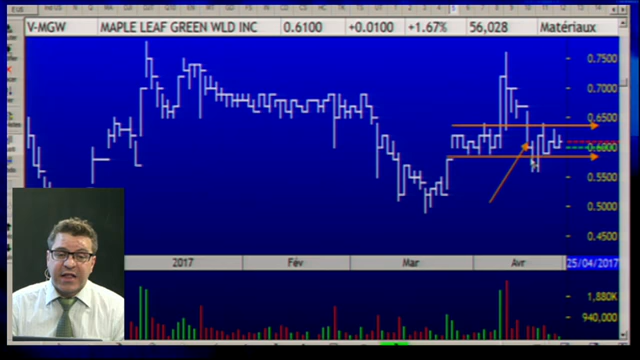 V-MGW MAPLE LEAF GREEN WLD INC 0.6100 +0.0100 +1.67% 56,028 Matériaux
0.7500
0.7000
0.6500
0.6000
0.5500
0.5000
0.4500
2017 Fév Mar Avr 25/04/2017
1,880K
940,000